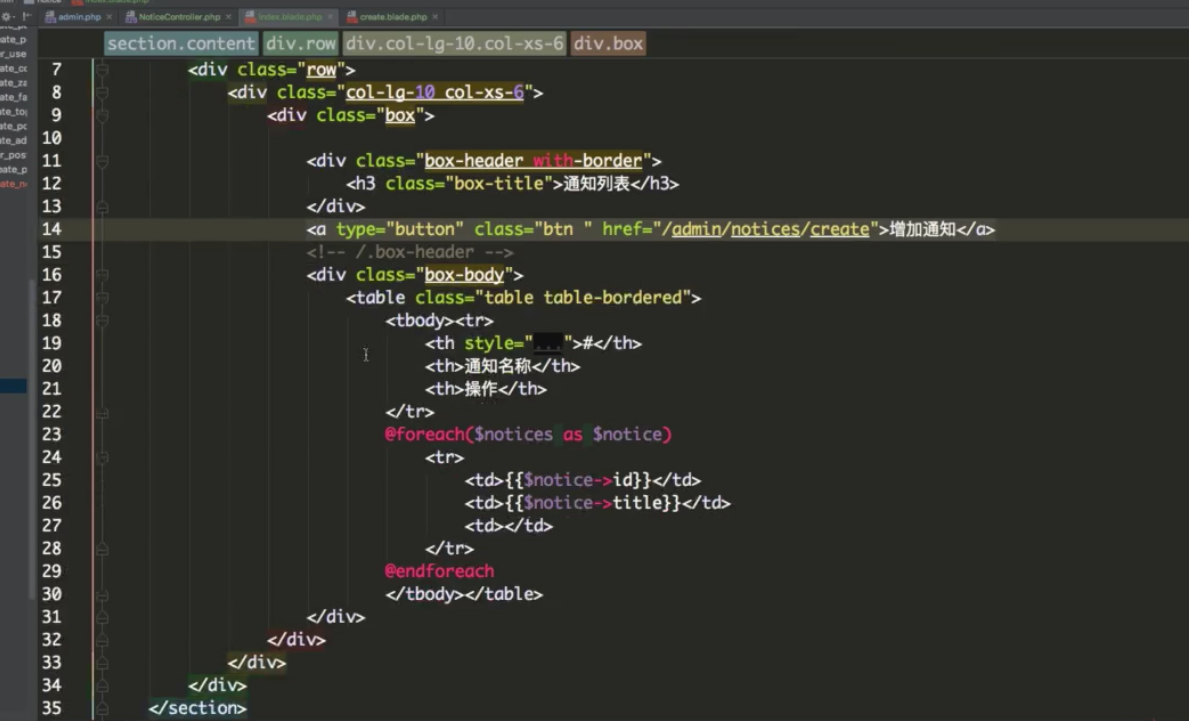 admin.php × NoticeController.php × index.blade.php × create.blade.php ×
section.content div.row div.col-lg-10.col-xs-6 div.box
7 <div class="row">
8 <div class="col-lg-10 col-xs-6">
9 <div class="box">
10
11 <div class="box-header with-border">
12 <h3 class="box-title">通知列表</h3>
13 </div>
14 <a type="button" class="btn " href="/admin/notices/create">增加通知</a>
15 <!-- /.box-header -->
16 <div class="box-body">
17 <table class="table table-bordered">
18 <tbody><tr>
19 <th style="...">#</th>
20 <th>通知名称</th>
21 <th>操作</th>
22 </tr>
23 @foreach($notices as $notice)
24 <tr>
25 <td>{{$notice->id}}</td>
26 <td>{{$notice->title}}</td>
27 <td></td>
28 </tr>
29 @endforeach
30 </tbody></table>
31 </div>
32 </div>
33 </div>
34 </div>
35 </section>